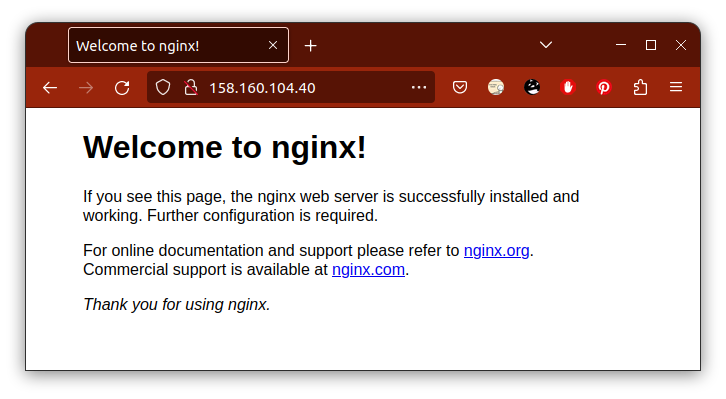 Welcome to nginx!
158.160.104.40
Welcome to nginx!
If you see this page, the nginx web server is successfully installed and
working. Further configuration is required.
For online documentation and support please refer to nginx.org.
Commercial support is available at nginx.com.
Thank you for using nginx.